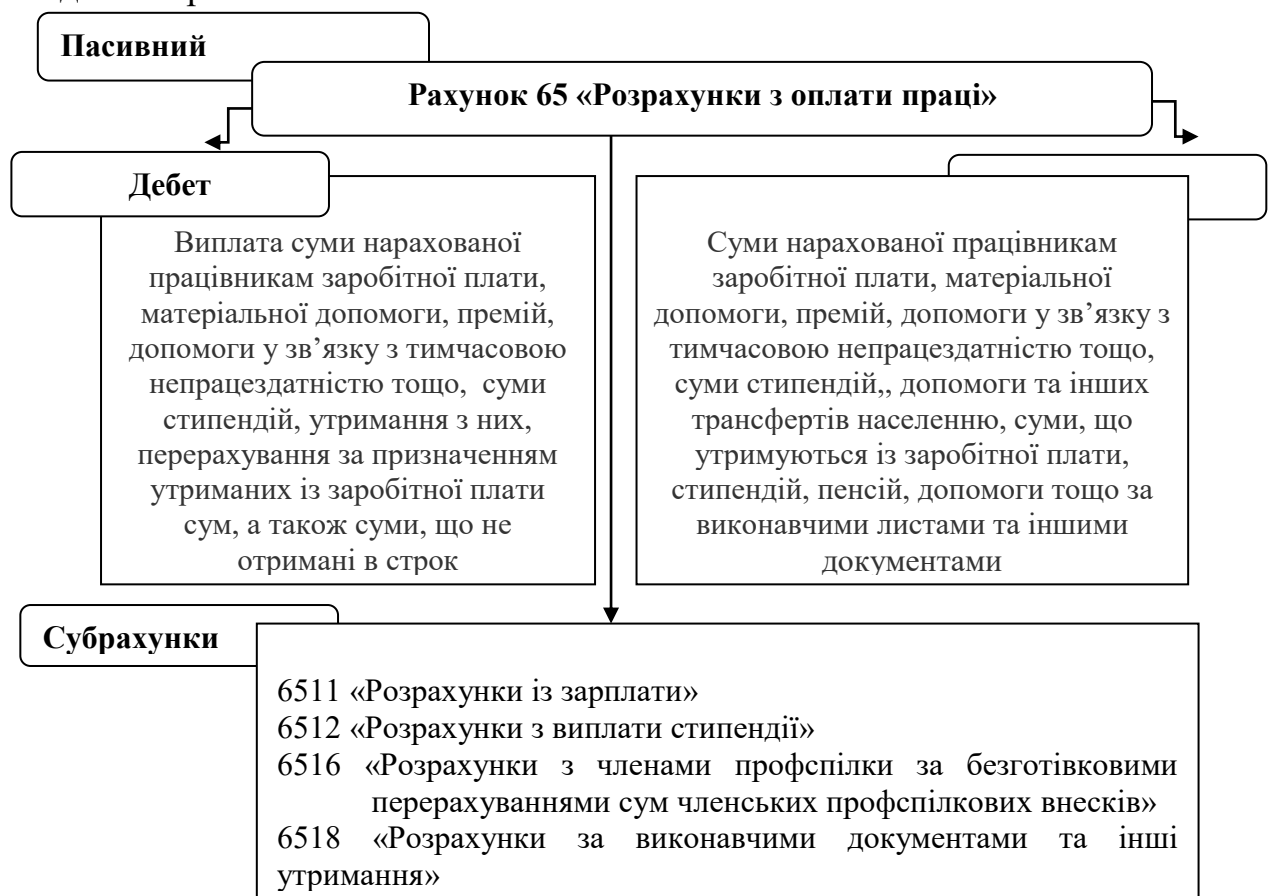 Пасивний
Рахунок 65 «Розрахунки з оплати праці»
Дебет
Виплата суми нарахованої
працівникам заробітної плати,
матеріальної допомоги, премій,
допомоги у зв’язку з тимчасовою
непрацездатністю тощо, суми
стипендій, утримання з них,
перерахування за призначенням
утриманих із заробітної плати
сум, а також суми, що не
отримані в строк
Суми нарахованої працівникам
заробітної плати, матеріальної
допомоги, премій, допомоги у зв’язку з
тимчасовою непрацездатністю тощо,
суми стипендій,, допомоги та інших
трансфертів населенню, суми, що
утримуються із заробітної плати,
стипендій, пенсій, допомоги тощо за
виконавчими листами та іншими
документами
Субрахунки
6511 «Розрахунки із зарплати»
6512 «Розрахунки з виплати стипендії»
6516 «Розрахунки з членами профспілки за безготівковими
перерахуваннями сум членських профспілкових внесків»
6518 «Розрахунки за виконавчими документами та інші
утримання»